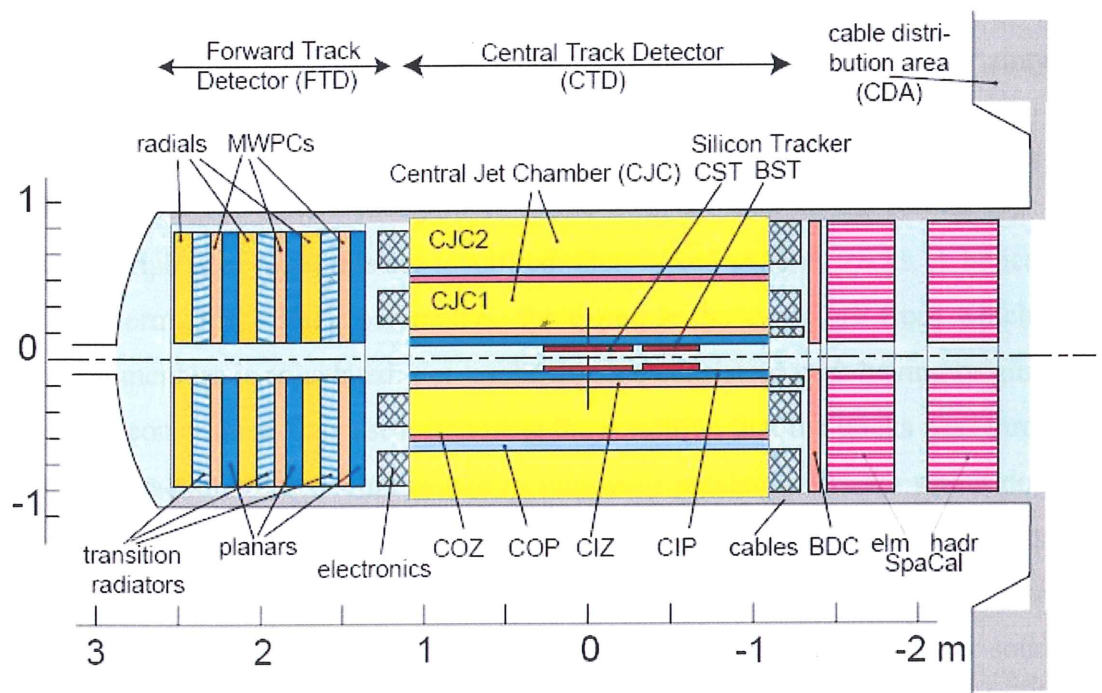 Forward Track
Detector (FTD)
Central Track Detector
(CTD)
cable distri-
bution area
(CDA)
radials MWPCs
Silicon Tracker
Central Jet Chamber (CJC) CST BST
1
CJC2
CJC1
0
-1
transition
radiators
planars
electronics
COZ COP CIZ CIP cables BDC elm hadr
SpaCal
3 2 1 0 -1 -2 m